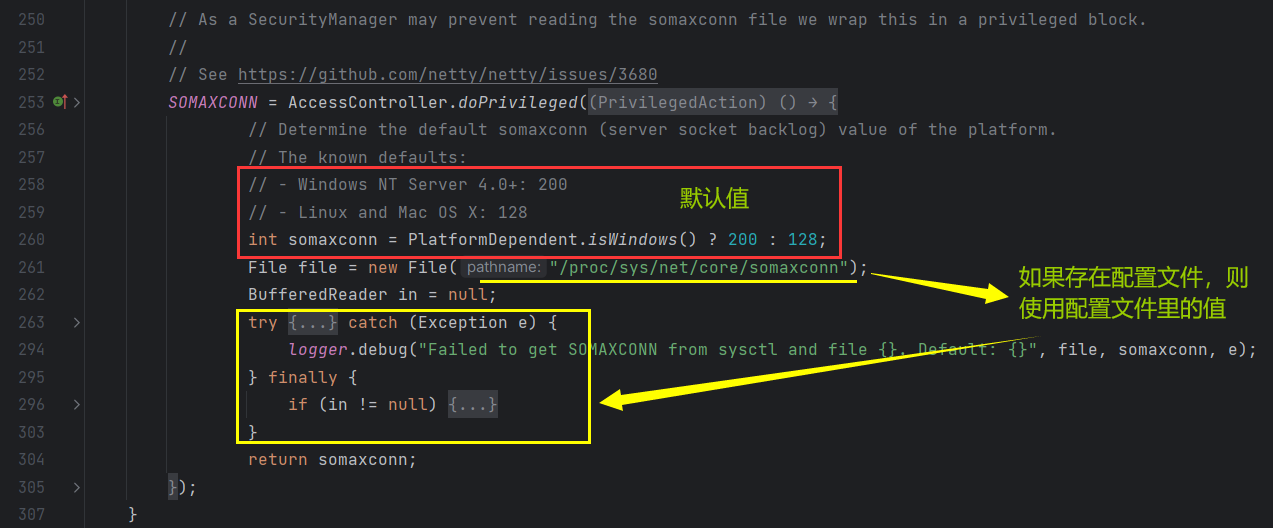 250 // As a SecurityManager may prevent reading the somaxconn file we wrap this in a privileged block.
251 //
252 // See https://github.com/netty/netty/issues/3680
253 SOMAXCONN = AccessController.doPrivileged((PrivilegedAction) () → {
256 // Determine the default somaxconn (server socket backlog) value of the platform.
257 // The known defaults:
258 // - Windows NT Server 4.0+: 200
默认值
259 // - Linux and Mac OS X: 128
260 int somaxconn = PlatformDependent.isWindows() ? 200 : 128;
261 File file = new File( pathname: "/proc/sys/net/core/somaxconn");
如果存在配置文件，则
使用配置文件里的值
262 BufferedReader in = null;
263 try {...} catch (Exception e) {
294 logger.debug("Failed to get SOMAXCONN from sysctl and file {}. Default: {}", file, somaxconn, e);
295 } finally {
296 if (in != null) {...}
303 }
304 return somaxconn;
305 });
307 }